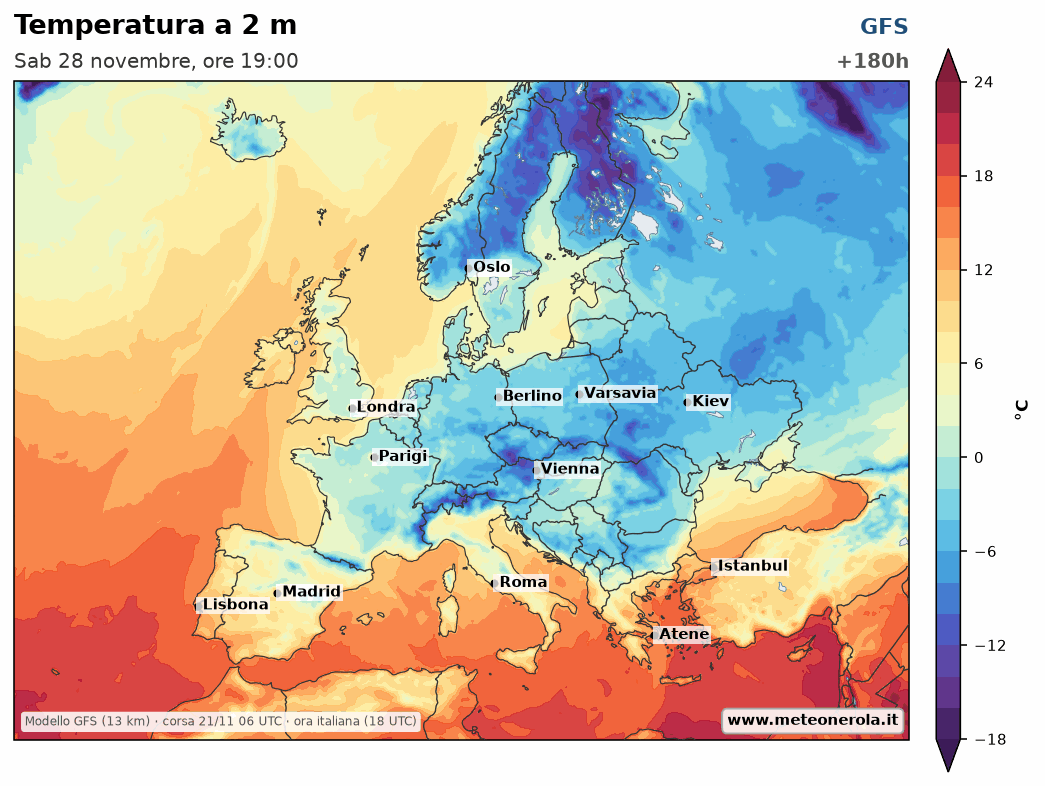 Temperatura a 2 m
GFS
Sab 28 novembre, ore 19:00
+180h
24
18
12
6
0
−6
−12
−18
°C
Oslo
Londra
Berlino
Varsavia
Kiev
Parigi
Vienna
Istanbul
Roma
Madrid
Lisbona
Atene
Modello GFS (13 km) · corsa 21/11 06 UTC · ora italiana (18 UTC)
www.meteonerola.it